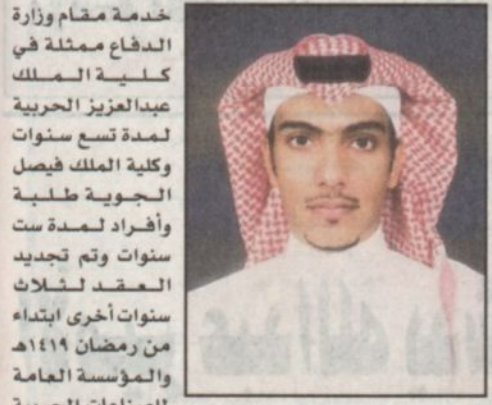 خدمة مقام وزارة
الدفاع ممثلة في
كلية الملك
عبدالعزيز الحربية
لمدة تسع سنوات
وكلية الملك فيصل
الجوية طلبة
وأفراد لمدة ست
سنوات وتم تجديد
العقد لثلاث
سنوات أخرى ابتداء
من رمضان ١٤١٩هـ
والمؤسسة العامة